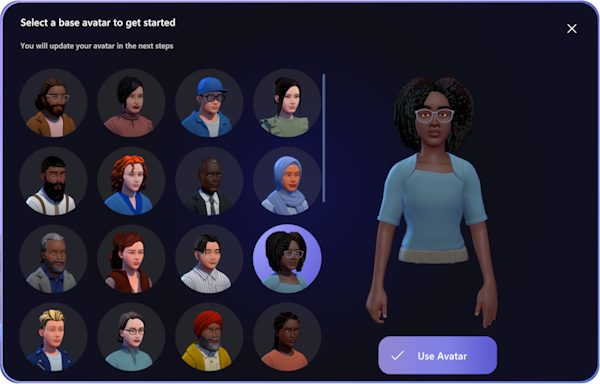 Select a base avatar to get started
You will update your avatar in the next steps
Use Avatar